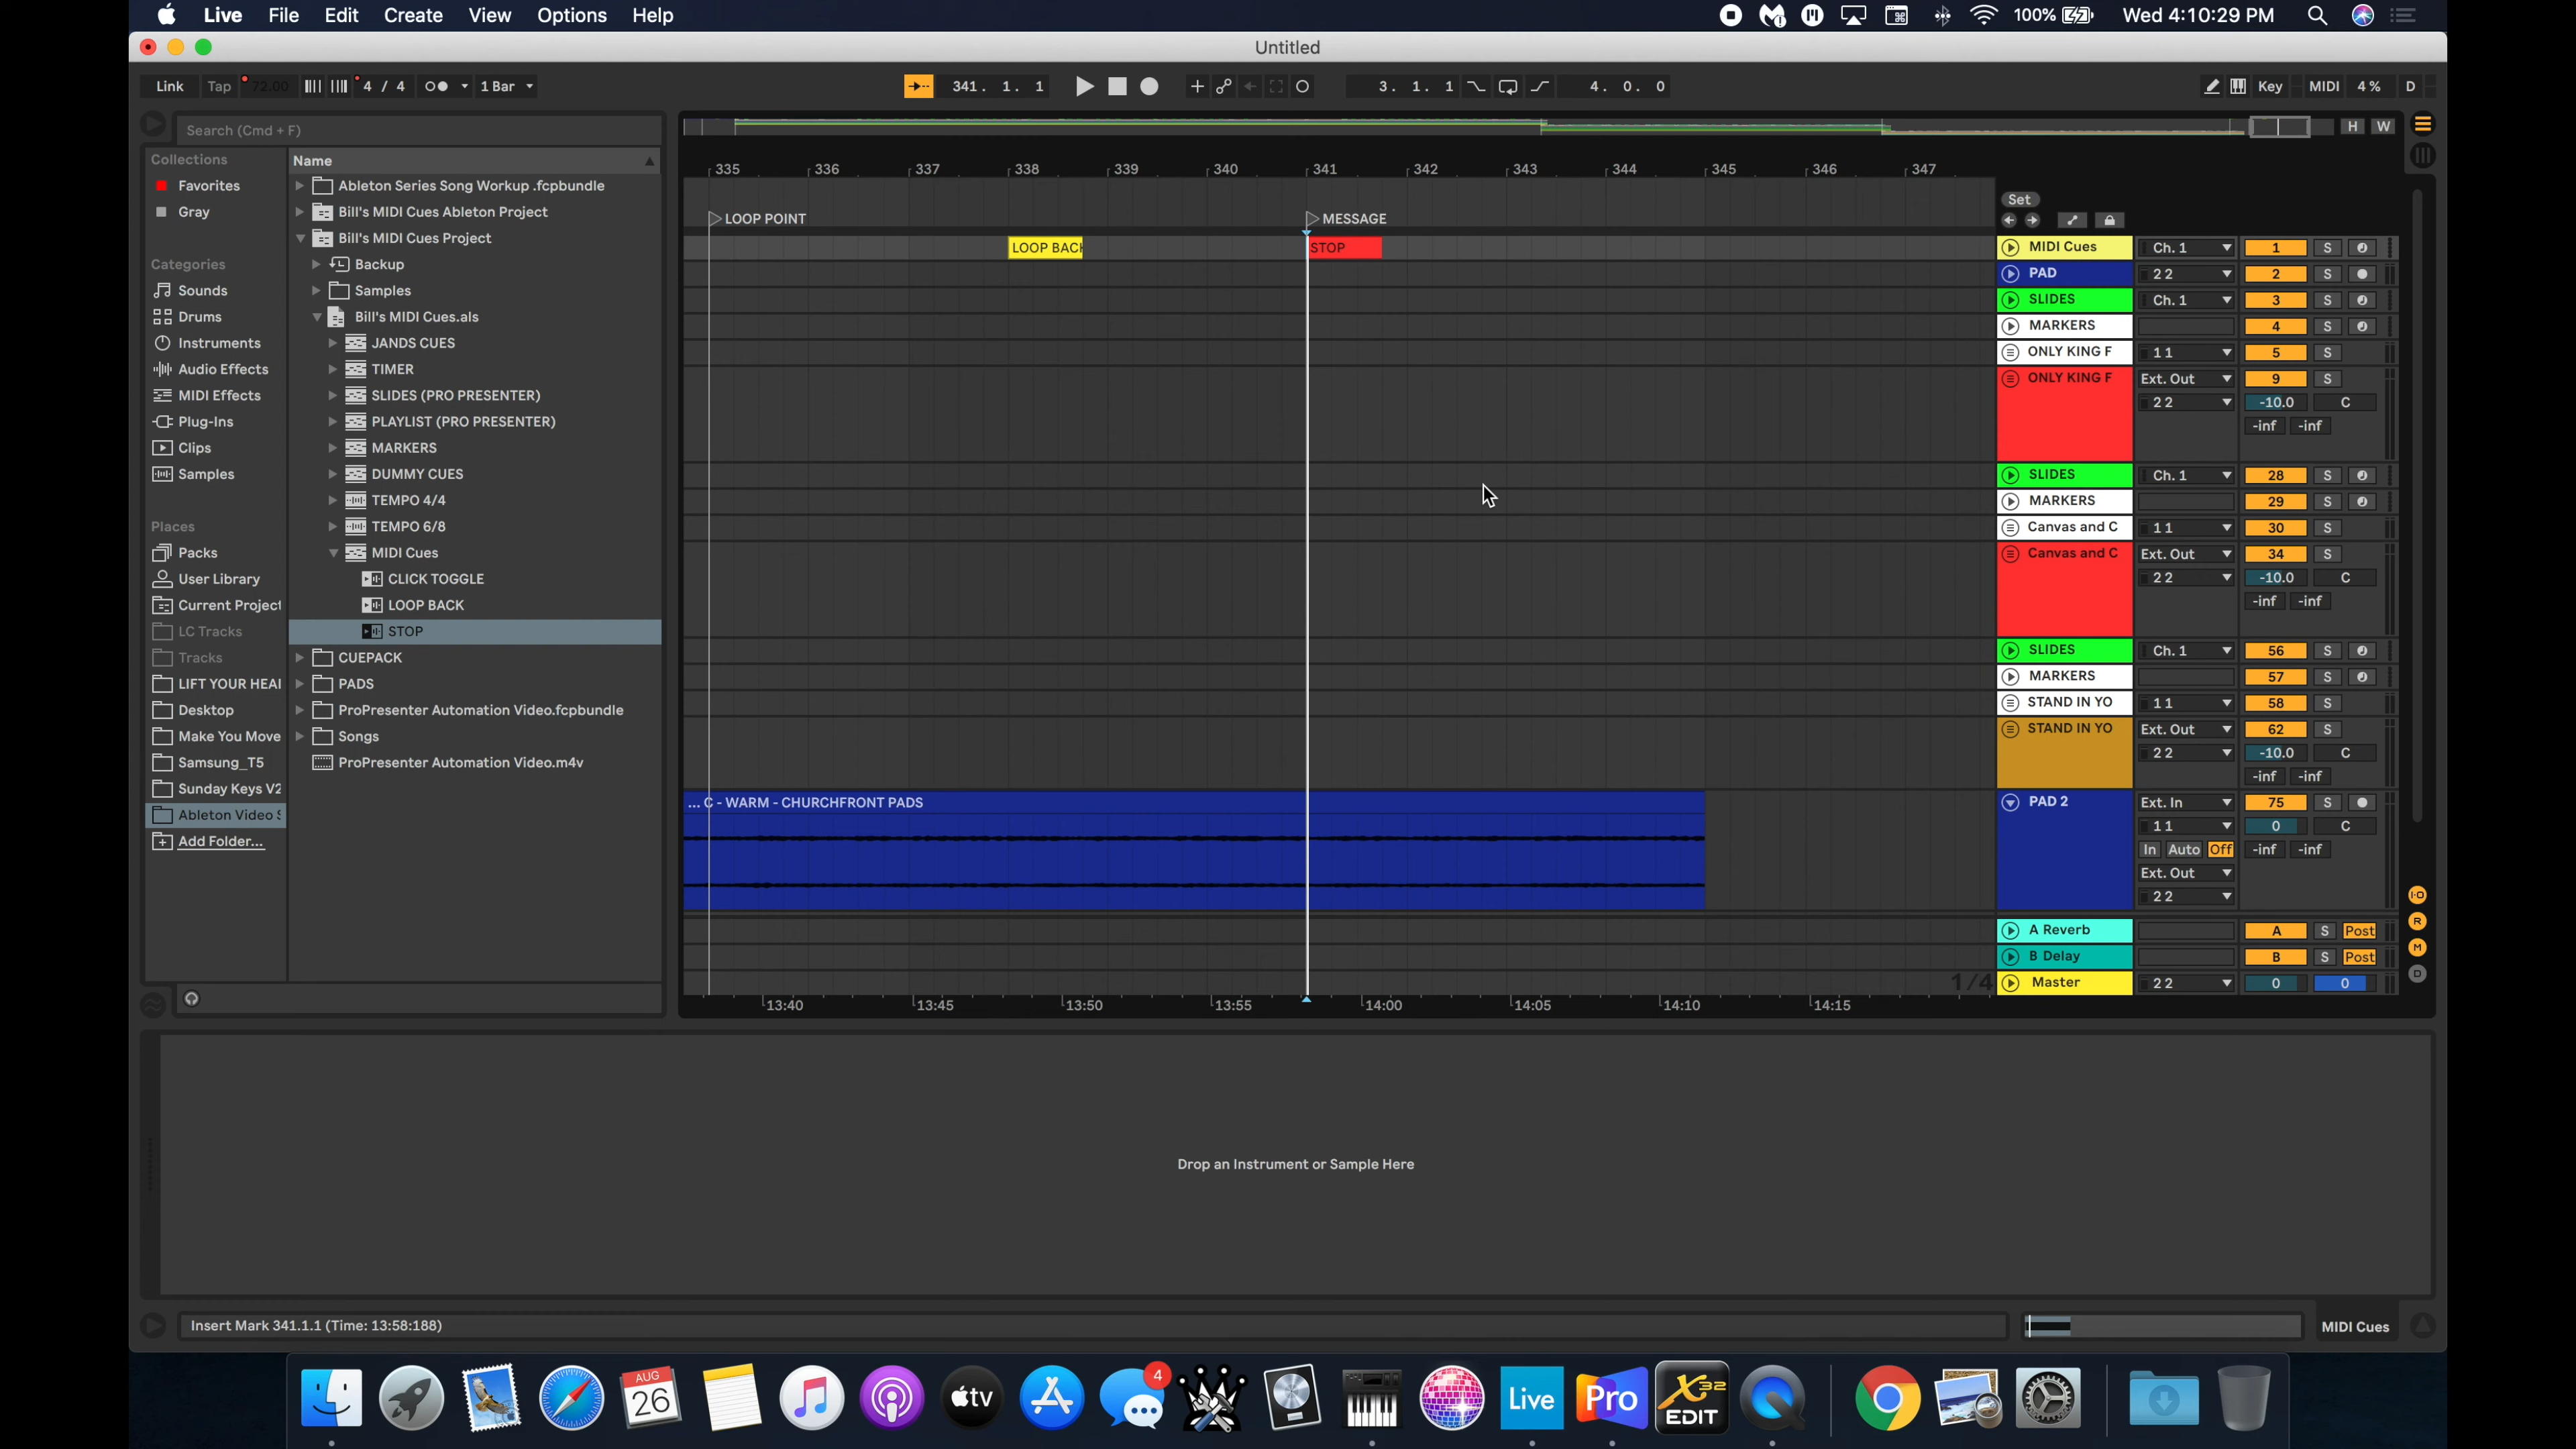 Live File Edit Create View Options Help 100% Wed 4:10:29 PM
Untitled
Link Tap 72.00 4 / 4 1 Bar 341. 1. 1 3. 1. 1 4. 0. 0 Key MIDI 4% D
Search (Cmd + F)
H W
Collections
Favorites
Gray
Categories
Sounds
Drums
Instruments
Audio Effects
MIDI Effects
Plug-Ins
Clips
Samples
Places
Packs
User Library
Current Project
LC Tracks
Tracks
LIFT YOUR HEA
Desktop
Make You Move
Samsung_T5
Sunday Keys V2
Ableton Video S
Add Folder...
Name
Ableton Series Song Workup .fcpbundle
Bill's MIDI Cues Ableton Project
Bill's MIDI Cues Project
Backup
Samples
Bill's MIDI Cues.als
JANDS CUES
TIMER
SLIDES (PRO PRESENTER)
PLAYLIST (PRO PRESENTER)
MARKERS
DUMMY CUES
TEMPO 4/4
TEMPO 6/8
MIDI Cues
CLICK TOGGLE
LOOP BACK
STOP
CUEPACK
PADS
ProPresenter Automation Video.fcpbundle
Songs
ProPresenter Automation Video.m4v
335 336 337 338 339 340 341 342 343 344 345 346 347
LOOP POINT MESSAGE
LOOP BACK STOP
... C - WARM - CHURCHFRONT PADS
1/4
13:40 13:45 13:50 13:55 14:00 14:05 14:10 14:15
Set
MIDI Cues Ch. 1 1 S
PAD 2 2 2 S
SLIDES Ch. 1 3 S
MARKERS 4 S
ONLY KING F 1 1 5 S
ONLY KING F Ext. Out 9 S
2 2 -10.0 C
-inf -inf
SLIDES Ch. 1 28 S
MARKERS 29 S
Canvas and C 1 1 30 S
Canvas and C Ext. Out 34 S
2 2 -10.0 C
-inf -inf
SLIDES Ch. 1 56 S
MARKERS 57 S
STAND IN YO 1 1 58 S
STAND IN YO Ext. Out 62 S
2 2 -10.0 C
-inf -inf
PAD 2 Ext. In 75 S
1 1 0 C
In Auto Off -inf -inf
Ext. Out
2 2
I-O
R
M
D
A Reverb A S Post
B Delay B S Post
Master 2 2 0 0
Drop an Instrument or Sample Here
Insert Mark 341.1.1 (Time: 13:58:188)
MIDI Cues
AUG
26
tv
4
Live
Pro
X32
EDIT